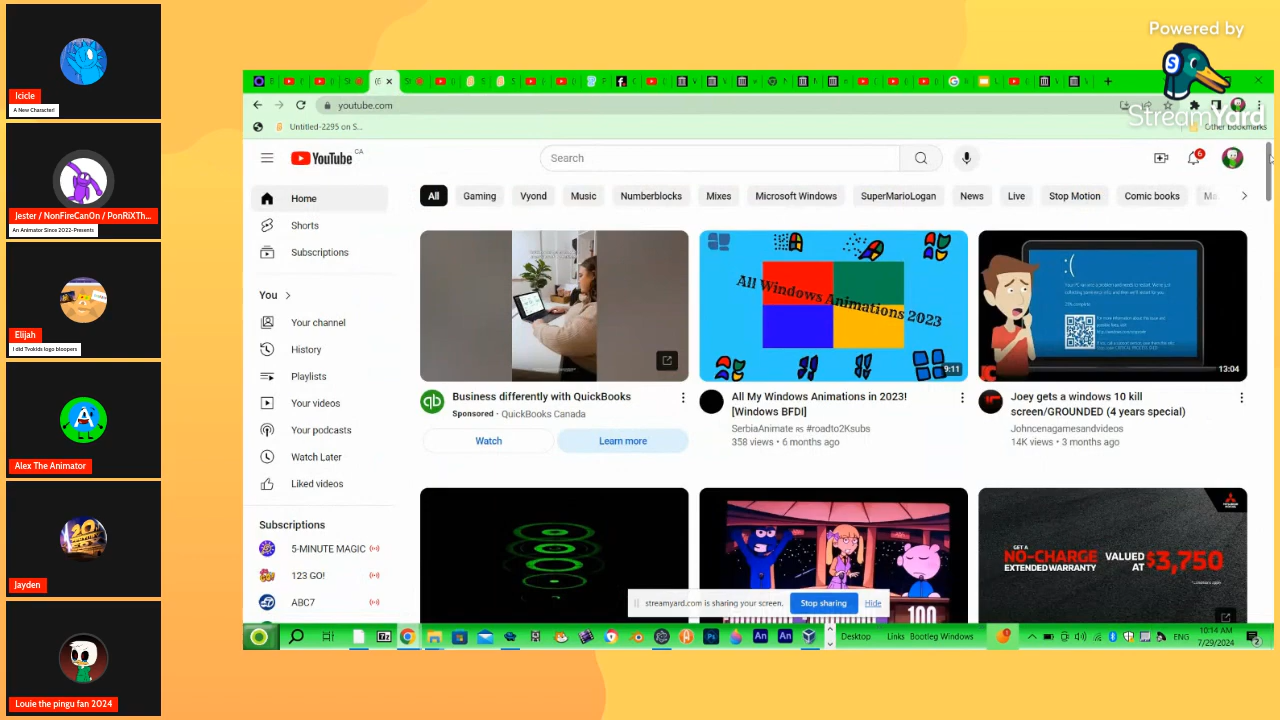 Powered by
StreamYard
Icicle
A New Character!
Jester / NonFireCanOn / PonRiXTh...
An Animator Since 2022-Presents
Elijah
I did Tvokids logo bloopers
Alex The Animator
Jayden
Louie the pingu fan 2024
youtube.com
Untitled-2295 on S...
Other bookmarks
YouTube CA
Search
6
All
Gaming
Vyond
Music
Numberblocks
Mixes
Microsoft Windows
SuperMarioLogan
News
Live
Stop Motion
Comic books
Home
Shorts
Subscriptions
You
Your channel
History
Playlists
Your videos
Your podcasts
Watch Later
Liked videos
Subscriptions
5-MINUTE MAGIC
123 GO!
ABC7
Business differently with QuickBooks
Sponsored • QuickBooks Canada
Watch
Learn more
All Windows Animations 2023
9:11
All My Windows Animations in 2023!
[Windows BFDI]
SerbiaAnimate RS #roadto2Ksubs
358 views • 6 months ago
:(
13:04
Joey gets a windows 10 kill
screen/GROUNDED (4 years special)
Johncenagamesandvideos
14K views • 3 months ago
100
GET A
NO-CHARGE
EXTENDED WARRANTY
VALUED
AT $3,750
streamyard.com is sharing your screen.
Stop sharing
Hide
Desktop
Links
Bootleg Windows
ENG
10:14 AM
7/29/2024
2